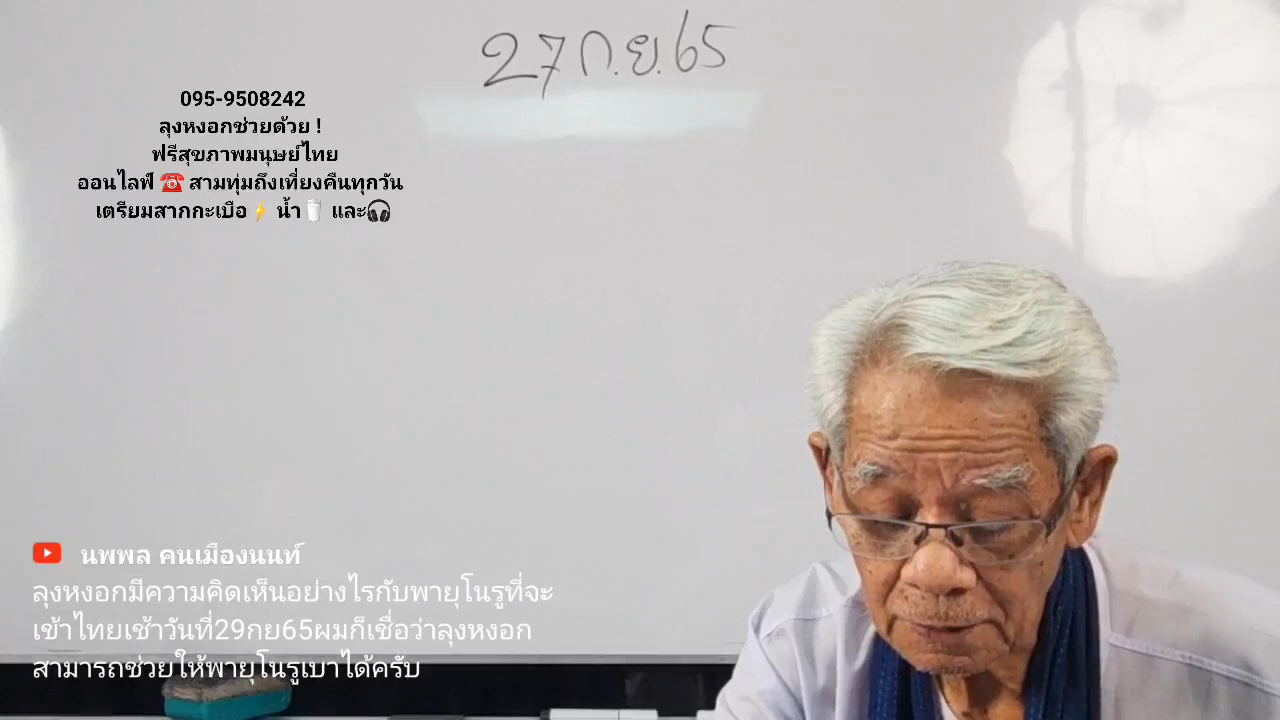 27 ก.ย. 65
095-9508242
ลุงหงอกช่วยด้วย !
ฟรีสุขภาพมนุษย์ไทย
ออนไลฟ์ ☎️ สามทุ่มถึงเที่ยงคืนทุกวัน
เตรียมสากกะเบือ⚡ น้ำ🥛 และ🎧
นพพล คนเมืองนนท์
ลุงหงอกมีความคิดเห็นอย่างไรกับพายุโนรูที่จะ
เข้าไทยเช้าวันที่29กย65ผมก็เชื่อว่าลุงหงอก
สามารถช่วยให้พายุโนรูเบาได้ครับ